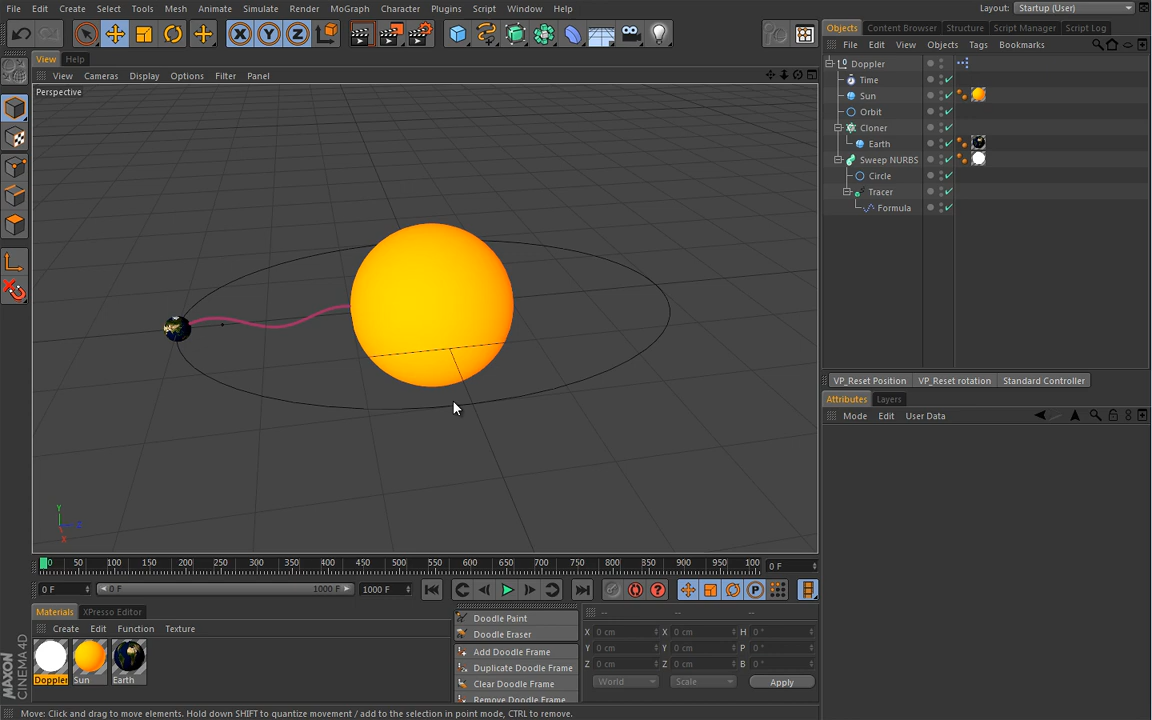 File Edit Create Select Tools Mesh Animate Simulate Render MoGraph Character Plugins Script Window Help
Layout: Startup (User)
View Help
View Cameras Display Options Filter Panel
Perspective
Y
Z
X
X Y Z
Objects Content Browser Structure Script Manager Script Log
File Edit View Objects Tags Bookmarks
Doppler
Time
Sun
Orbit
Cloner
Earth
Sweep NURBS
Circle
Tracer
Formula
VP_Reset Position VP_Reset rotation Standard Controller
Attributes Layers
Mode Edit User Data
0 50 100 150 200 250 300 350 400 450 500 550 600 650 700 750 800 850 900 950 1000
0 F
0 F 0 F 1000 F 1000 F
P
Materials XPresso Editor
Create Edit Function Texture
Doppler Sun Earth
Doodle Paint
Doodle Eraser
Add Doodle Frame
Duplicate Doodle Frame
Clear Doodle Frame
Remove Doodle Frame
-- -- --
X 0 cm X 0 cm H 0 °
Y 0 cm Y 0 cm P 0 °
Z 0 cm Z 0 cm B 0 °
World Scale Apply
MAXON
CINEMA 4D
Move: Click and drag to move elements. Hold down SHIFT to quantize movement / add to the selection in point mode, CTRL to remove.